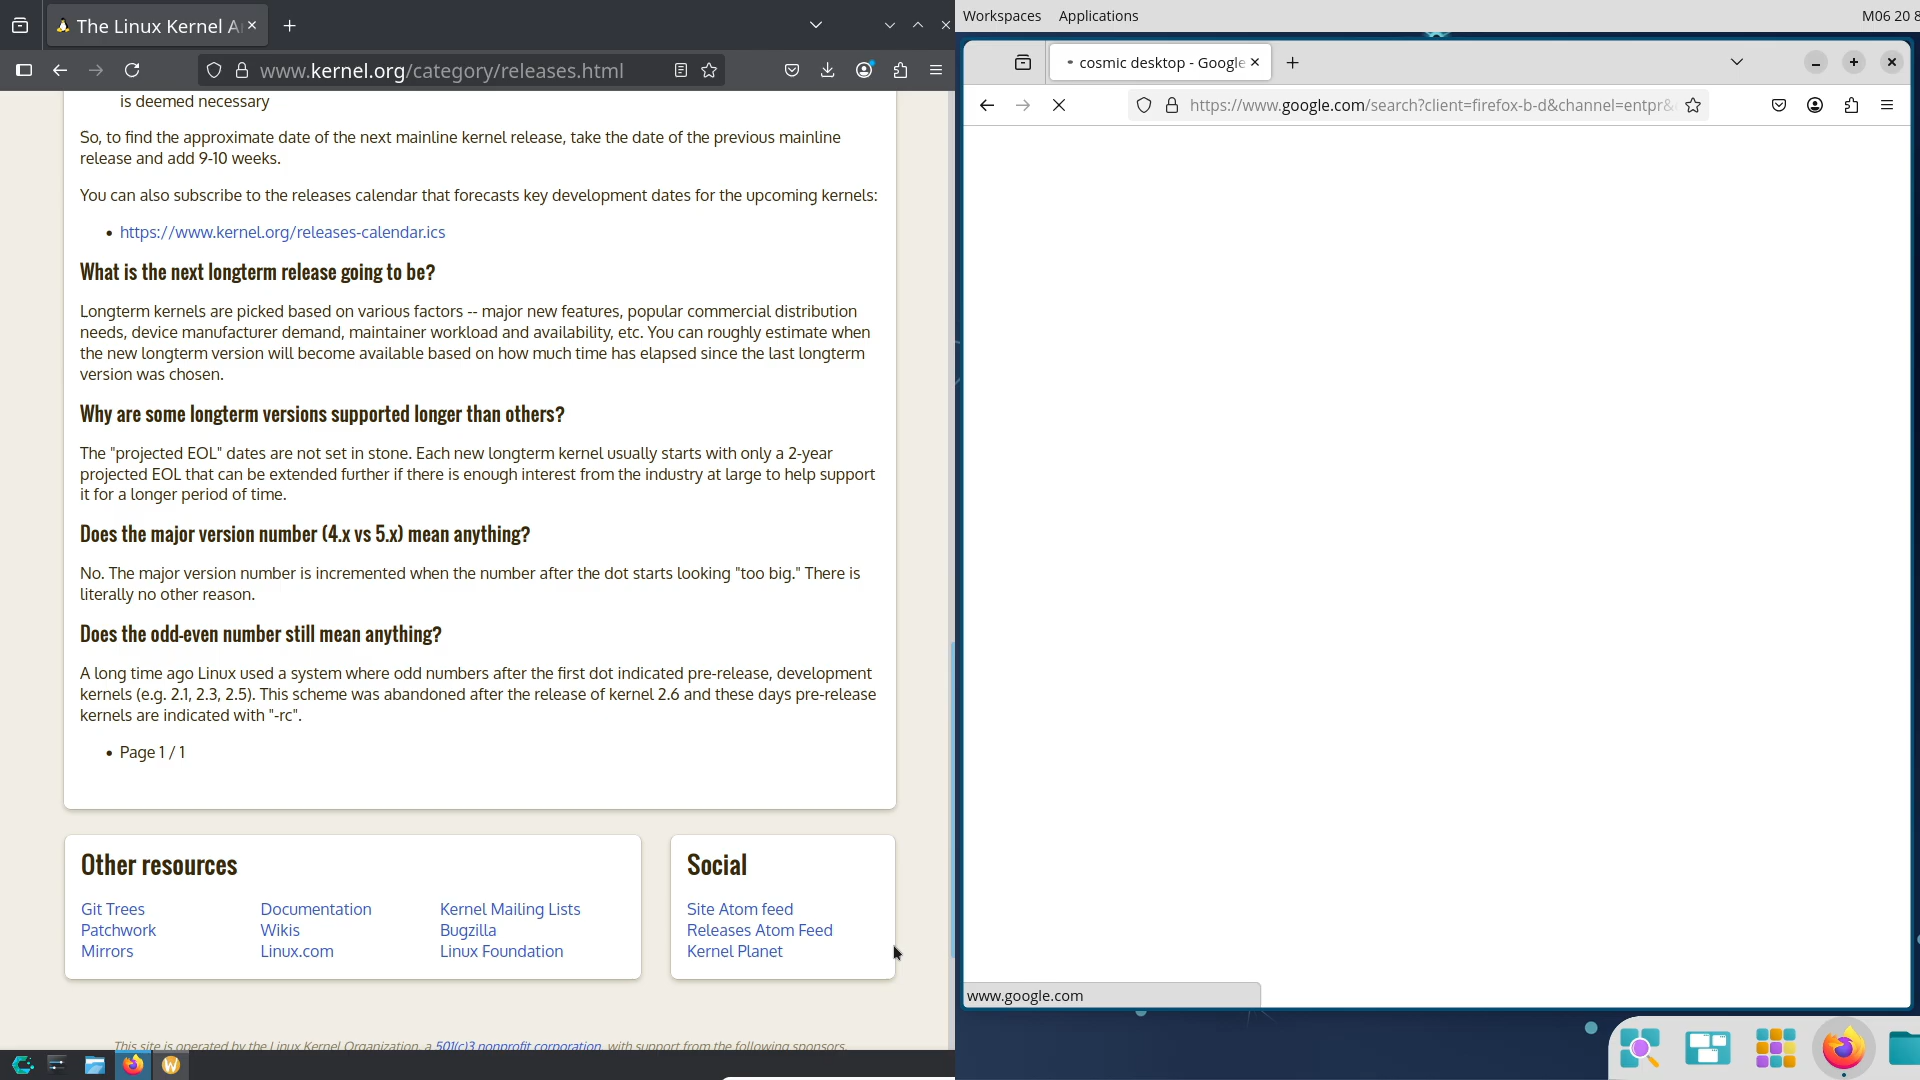 The Linux Kernel A
www.kernel.org/category/releases.html
is deemed necessary
So, to find the approximate date of the next mainline kernel release, take the date of the previous mainline
release and add 9-10 weeks.
You can also subscribe to the releases calendar that forecasts key development dates for the upcoming kernels:
• https://www.kernel.org/releases-calendar.ics
What is the next longterm release going to be?
Longterm kernels are picked based on various factors -- major new features, popular commercial distribution
needs, device manufacturer demand, maintainer workload and availability, etc. You can roughly estimate when
the new longterm version will become available based on how much time has elapsed since the last longterm
version was chosen.
Why are some longterm versions supported longer than others?
The "projected EOL" dates are not set in stone. Each new longterm kernel usually starts with only a 2-year
projected EOL that can be extended further if there is enough interest from the industry at large to help support
it for a longer period of time.
Does the major version number (4.x vs 5.x) mean anything?
No. The major version number is incremented when the number after the dot starts looking "too big." There is
literally no other reason.
Does the odd-even number still mean anything?
A long time ago Linux used a system where odd numbers after the first dot indicated pre-release, development
kernels (e.g. 2.1, 2.3, 2.5). This scheme was abandoned after the release of kernel 2.6 and these days pre-release
kernels are indicated with "-rc".
• Page 1 / 1
Other resources
Git Trees
Documentation
Kernel Mailing Lists
Patchwork
Wikis
Bugzilla
Mirrors
Linux.com
Linux Foundation
Social
Site Atom feed
Releases Atom Feed
Kernel Planet
This site is operated by the Linux Kernel Organization, a 501(c)3 nonprofit corporation, with support from the following sponsors.
Workspaces
Applications
M06 20 8
cosmic desktop - Google
https://www.google.com/search?client=firefox-b-d&channel=entpr&
www.google.com